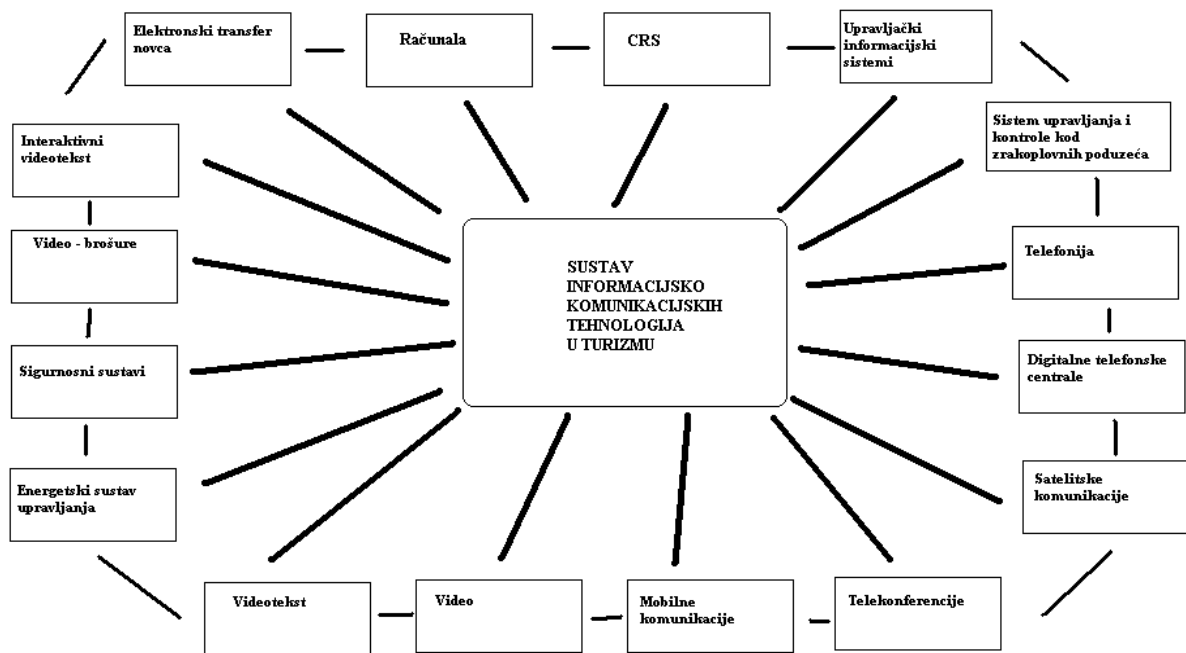 Elektronski transfer
novca
Računala
CRS
Upravljački
informacijski
sistemi
Interaktivni
videotekst
Sistem upravljanja i
kontrole kod
zrakoplovnih poduzeća
Video - brošure
SUSTAV
INFORMACIJSKO
KOMUNIKACIJSKIH
TEHNOLOGIJA
U TURIZMU
Telefonija
Sigurnosni sustavi
Digitalne telefonske
centrale
Energetski sustav
upravljanja
Satelitske
komunikacije
Videotekst
Video
Mobilne
komunikacije
Telekonferencije